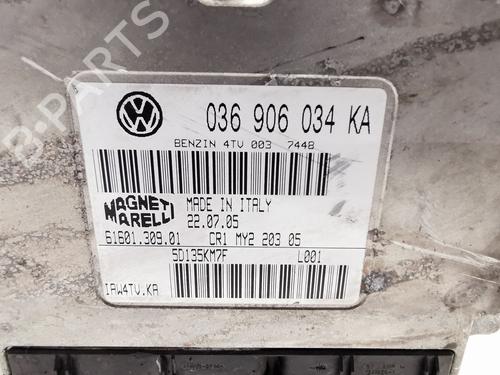 B-PARTS
036 906 034 KA
BENZIN 4TV 003 7448
MAGNETI MARELLI
MADE IN ITALY
22.07.05
61601.309.01 CR1 MY2 203 05
5D135KM7F L001
IAW4TV.KA